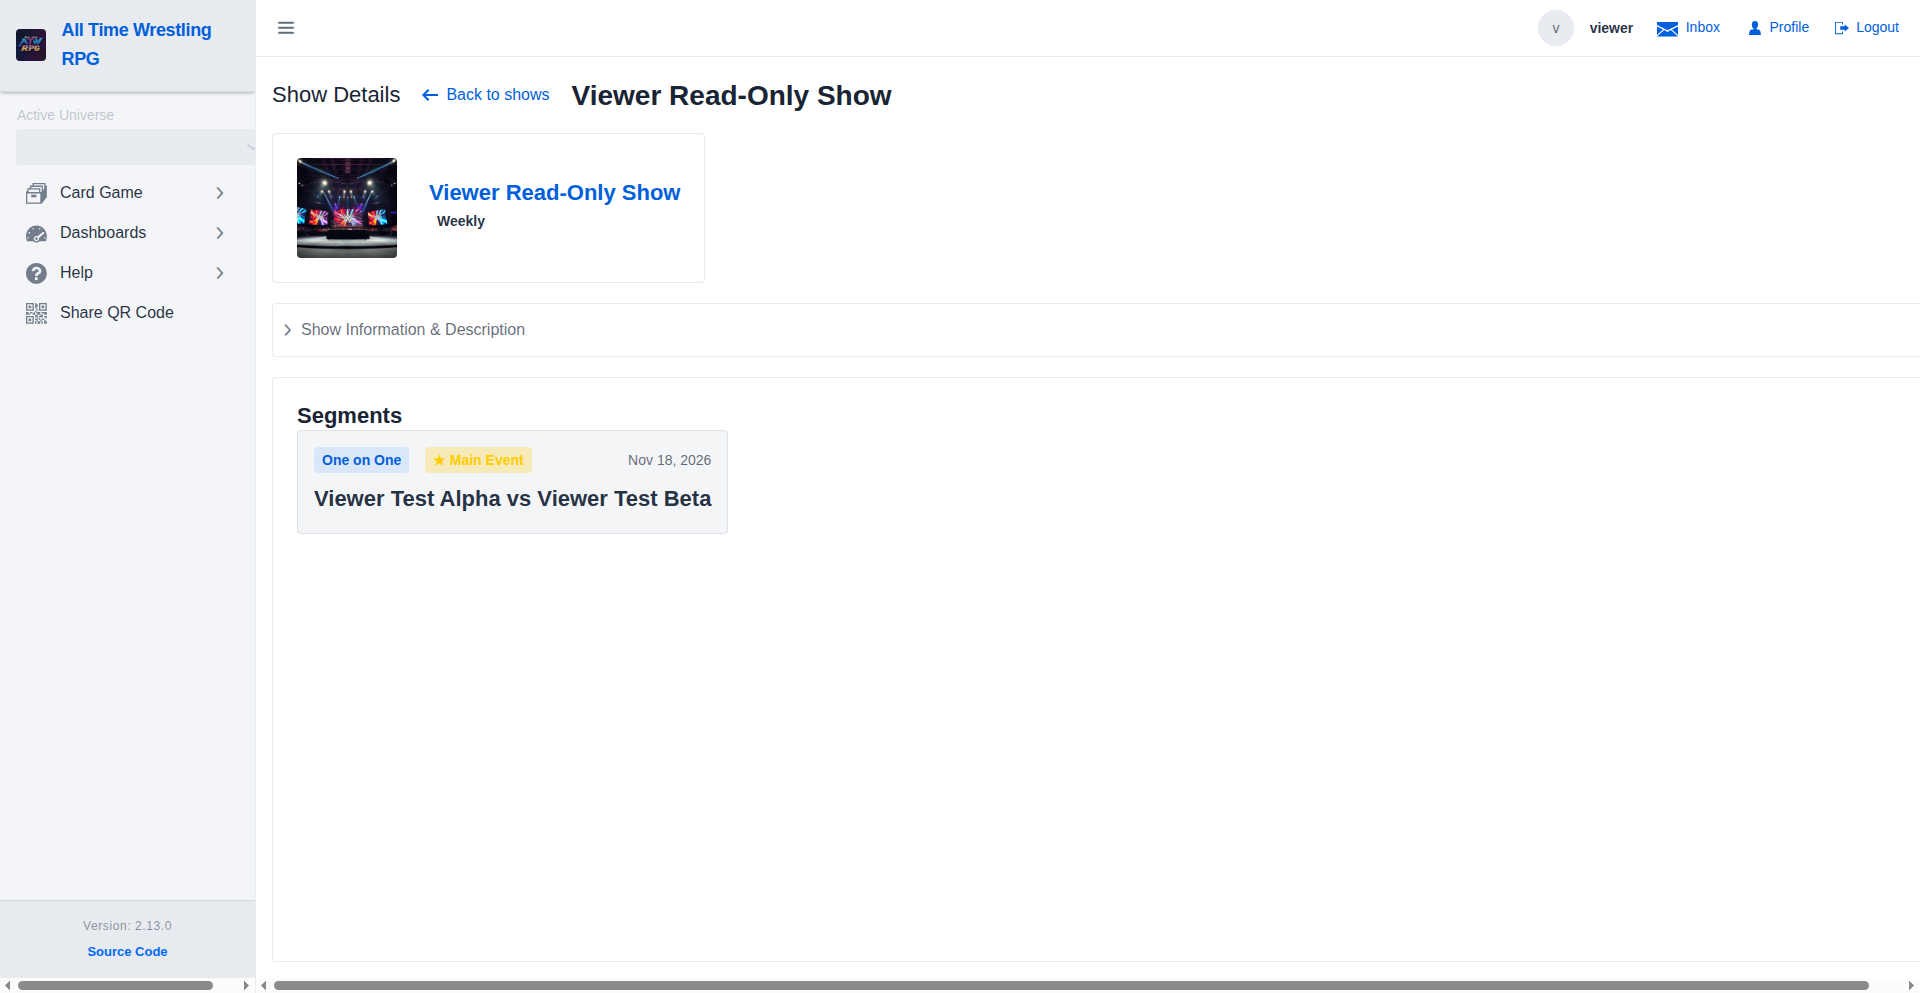 All Time Wrestling
RPG
v
viewer
Inbox
Profile
Logout
Active Universe
Card Game
Dashboards
Help
Share QR Code
Version: 2.13.0
Source Code
Show Details
Back to shows
Viewer Read-Only Show
Viewer Read-Only Show
Weekly
Show Information & Description
Segments
One on One
★ Main Event
Nov 18, 2026
Viewer Test Alpha vs Viewer Test Beta